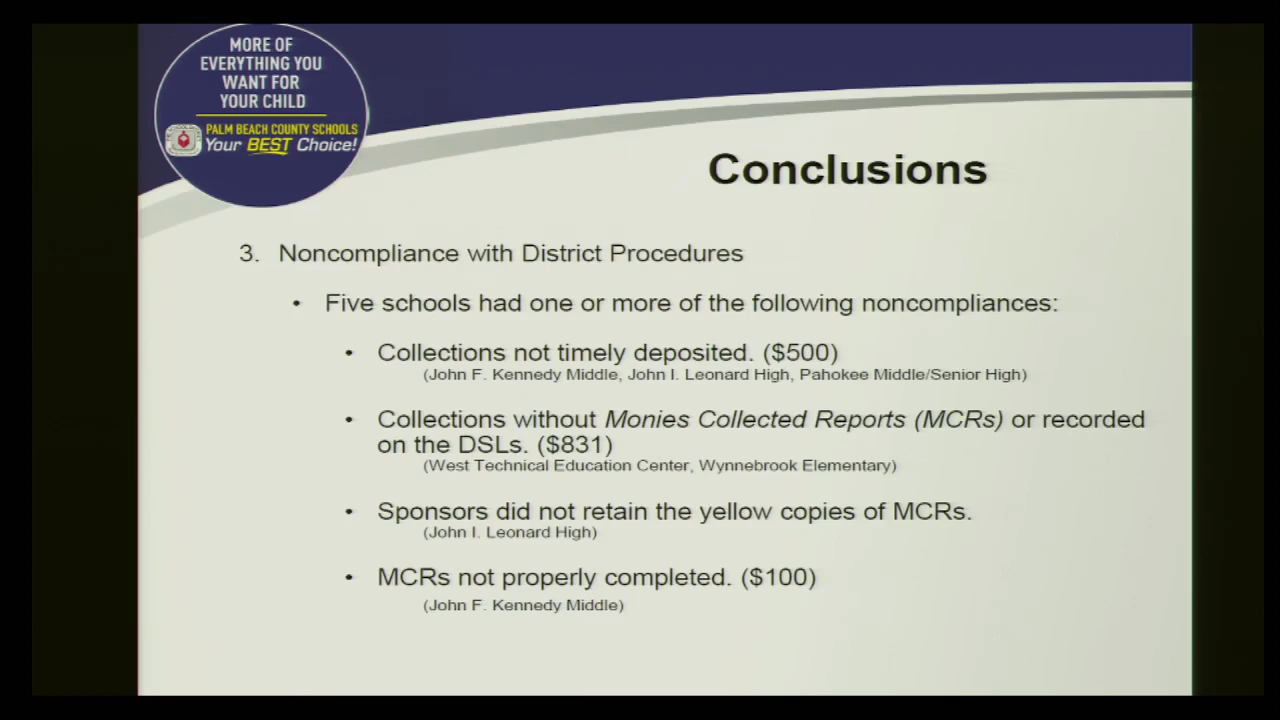 MORE OF
EVERYTHING YOU
WANT FOR
YOUR CHILD
PALM BEACH COUNTY SCHOOLS
Your BEST Choice!
Conclusions
3. Noncompliance with District Procedures
• Five schools had one or more of the following noncompliances:
• Collections not timely deposited. ($500)
(John F. Kennedy Middle, John I. Leonard High, Pahokee Middle/Senior High)
• Collections without Monies Collected Reports (MCRs) or recorded
on the DSLs. ($831)
(West Technical Education Center, Wynnebrook Elementary)
• Sponsors did not retain the yellow copies of MCRs.
(John I. Leonard High)
• MCRs not properly completed. ($100)
(John F. Kennedy Middle)